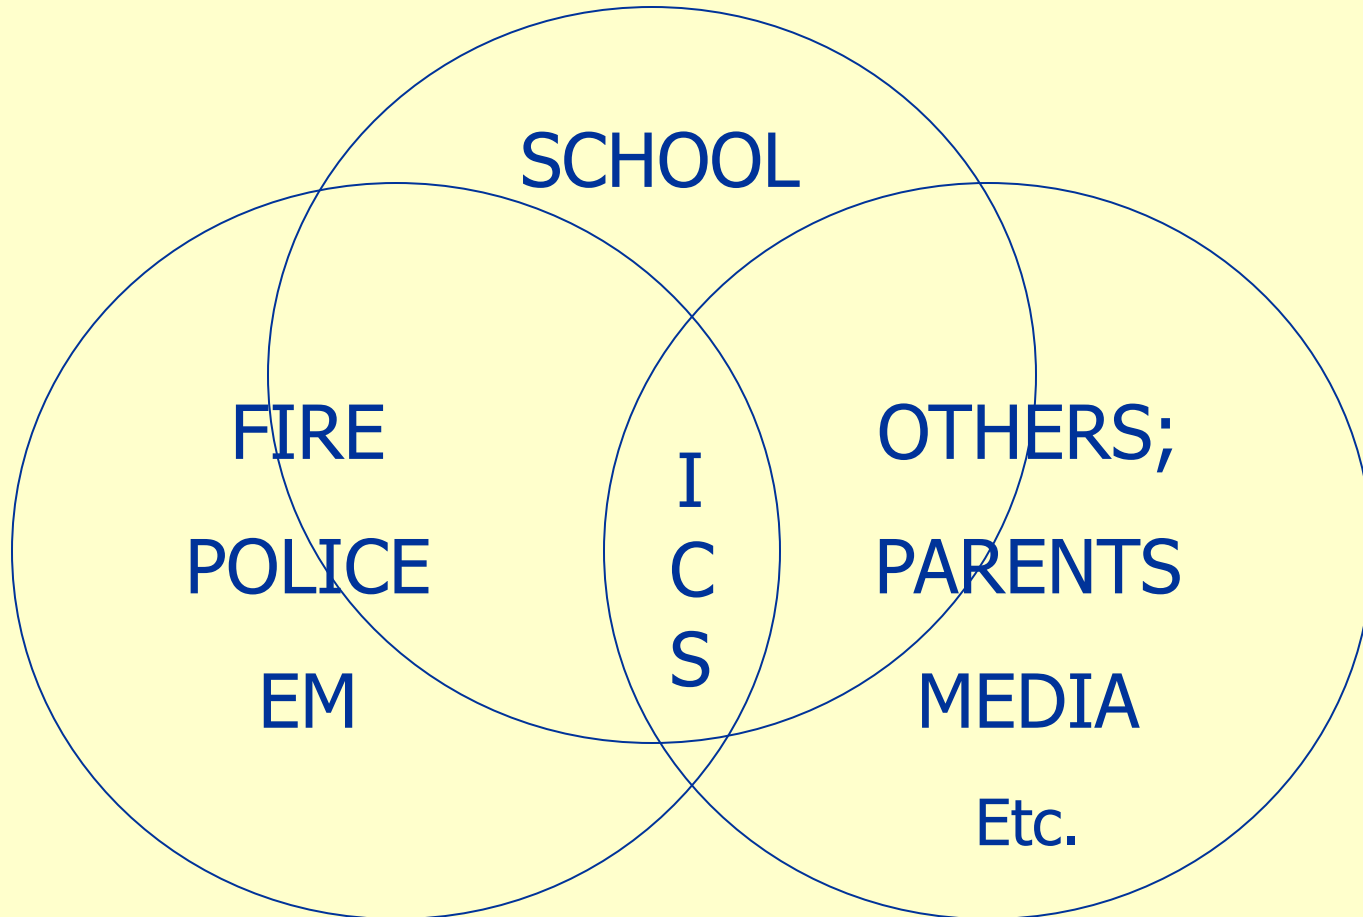 SCHOOL
FIRE
POLICE
EM
I
C
S
OTHERS;
PARENTS
MEDIA
Etc.